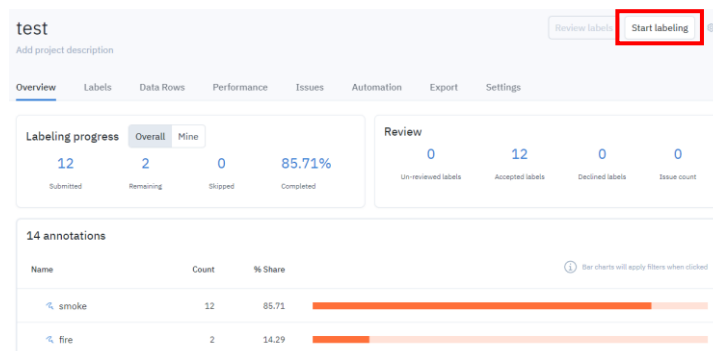 test
Review labels Start labeling
Add project description
Overview Labels Data Rows Performance Issues Automation Export Settings
Labeling progress Overall Mine
12 2 0 85.71%
Submitted Remaining Skipped Completed
Review
0 12 0 0
Un-reviewed labels Accepted labels Declined labels Issue count
14 annotations
Name Count % Share
Bar charts will apply filters when clicked
smoke 12 85.71
fire 2 14.29